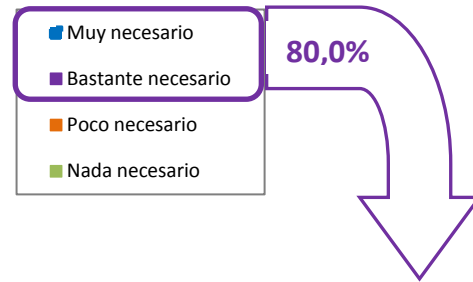 Muy necesario
80,0%
Bastante necesario
Poco necesario
Nada necesario